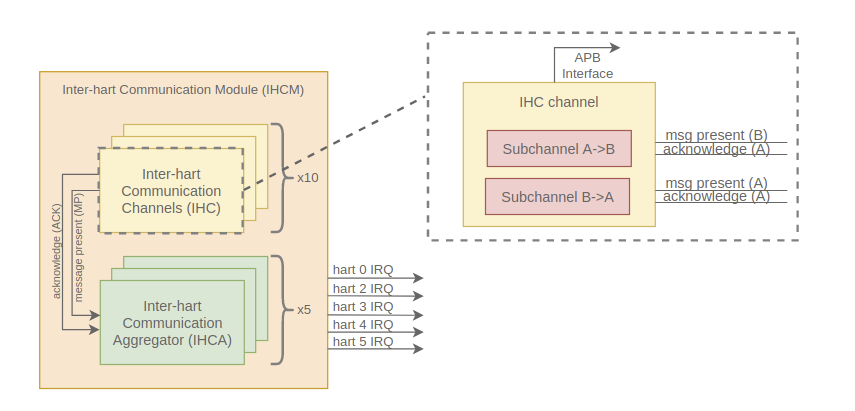 Inter-hart Communication Module (IHCM)
Inter-hart
Communication
Channels (IHC)
x10
acknowledge (ACK)
message present (MP)
Inter-hart
Communication
Aggregator (IHCA)
x5
hart 0 IRQ
hart 2 IRQ
hart 3 IRQ
hart 4 IRQ
hart 5 IRQ
APB
Interface
IHC channel
Subchannel A->B
Subchannel B->A
msg present (B)
acknowledge (A)
msg present (A)
acknowledge (A)